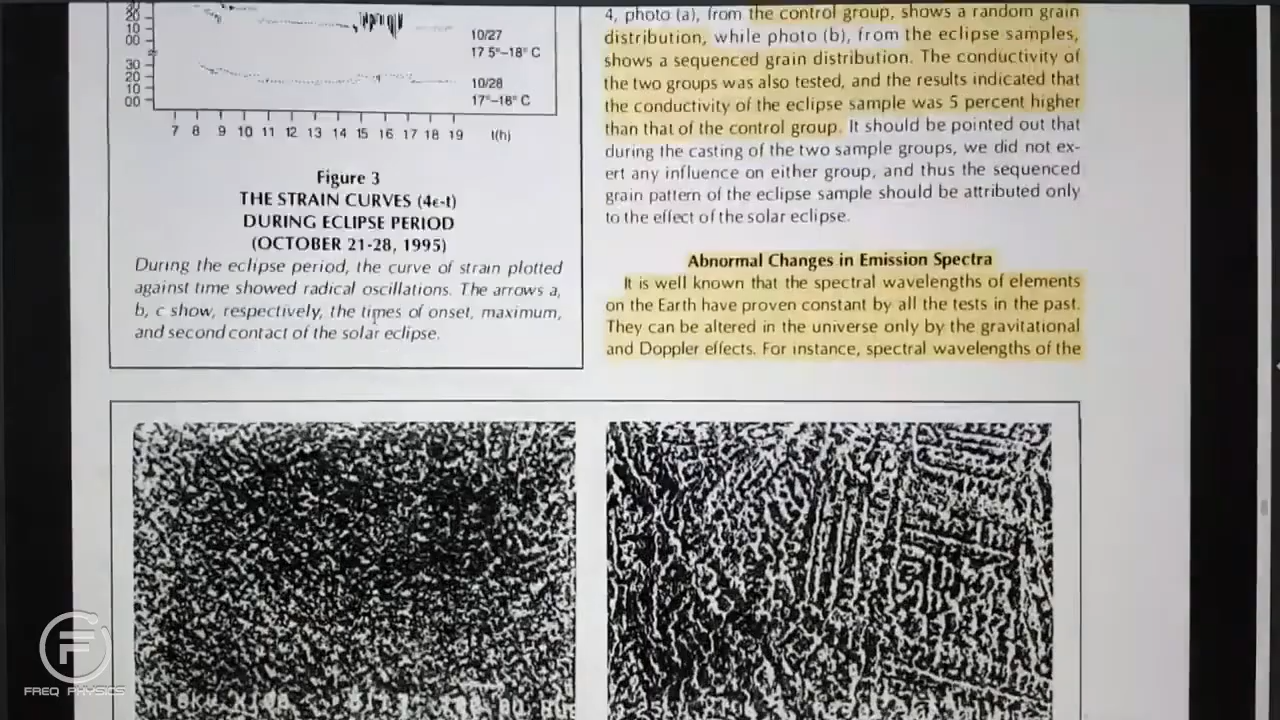 20
10
00
10/27
17 5°–18° C
30
20
10
00
10/28
17°–18° C
7 8 9 10 11 12 13 14 15 16 17 18 19 t(h)
Figure 3
THE STRAIN CURVES (4ε-t)
DURING ECLIPSE PERIOD
(OCTOBER 21-28, 1995)
During the eclipse period, the curve of strain plotted
against time showed radical oscillations. The arrows a,
b, c show, respectively, the times of onset, maximum,
and second contact of the solar eclipse.
4, photo (a), from the control group, shows a random grain
distribution, while photo (b), from the eclipse samples,
shows a sequenced grain distribution. The conductivity of
the two groups was also tested, and the results indicated that
the conductivity of the eclipse sample was 5 percent higher
than that of the control group. It should be pointed out that
during the casting of the two sample groups, we did not ex-
ert any influence on either group, and thus the sequenced
grain pattern of the eclipse sample should be attributed only
to the effect of the solar eclipse.
Abnormal Changes in Emission Spectra
It is well known that the spectral wavelengths of elements
on the Earth have proven constant by all the tests in the past.
They can be altered in the universe only by the gravitational
and Doppler effects. For instance, spectral wavelengths of the
FREQ PHYSICS